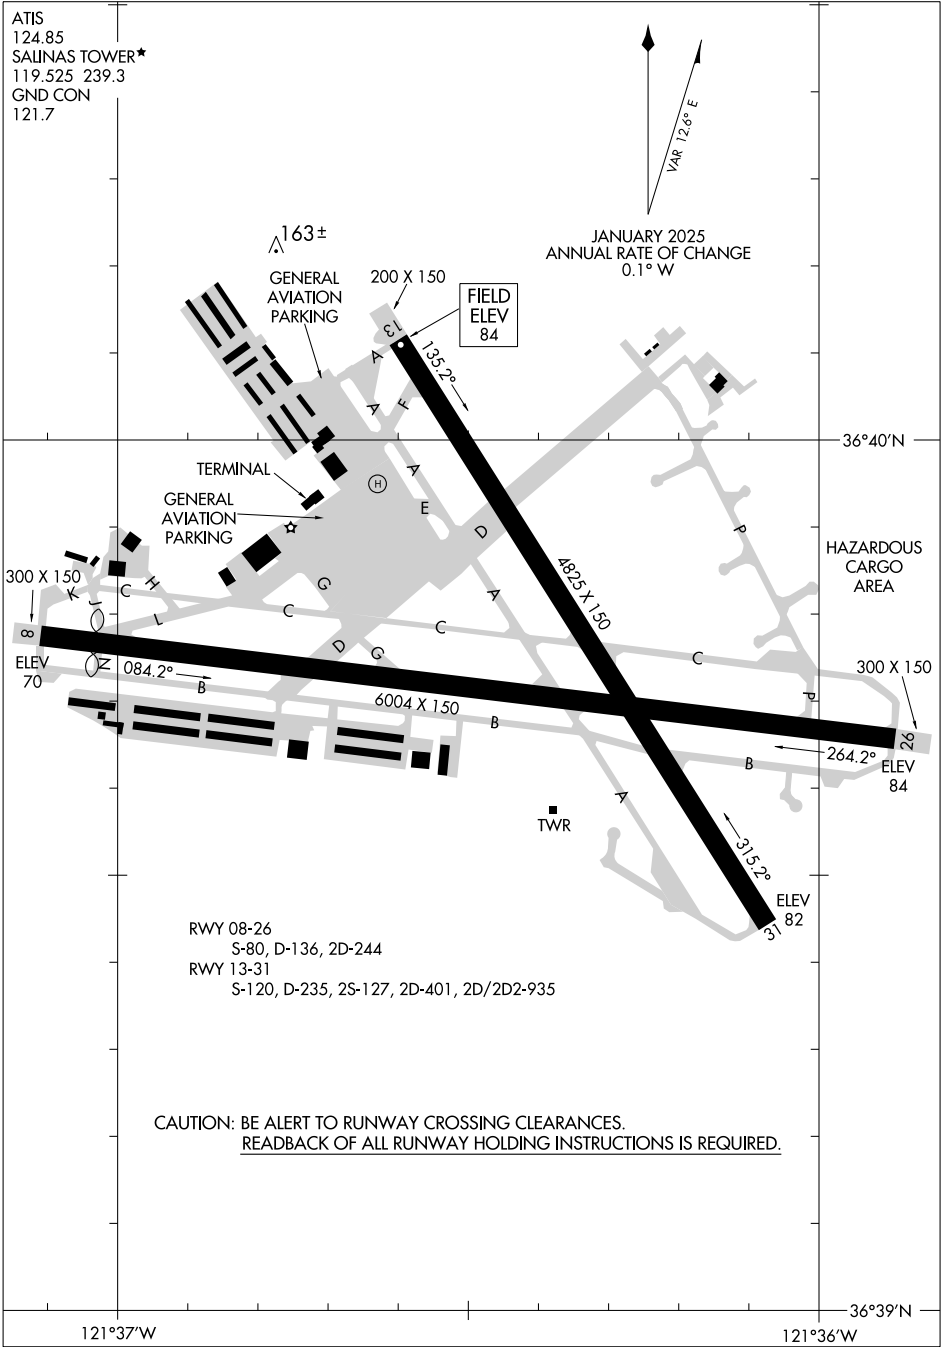 ATIS
124.85
SALINAS TOWER★
119.525 239.3
GND CON
121.7
VAR 12.6° E
JANUARY 2025
ANNUAL RATE OF CHANGE
0.1° W
163±
GENERAL
AVIATION
PARKING
200 X 150
FIELD
ELEV
84
13
135.2°
A
A
F
A
E
D
A
36°40'N
TERMINAL
GENERAL
AVIATION
PARKING
H
P
HAZARDOUS
CARGO
AREA
4825 X 150
300 X 150
K
J
H
C
L
G
C
C
D
G
C
8
ELEV
70
N
084.2°
B
6004 X 150
B
P
300 X 150
264.2°
26
ELEV
84
B
A
TWR
315.2°
ELEV
82
31
RWY 08-26
S-80, D-136, 2D-244
RWY 13-31
S-120, D-235, 2S-127, 2D-401, 2D/2D2-935
CAUTION: BE ALERT TO RUNWAY CROSSING CLEARANCES.
READBACK OF ALL RUNWAY HOLDING INSTRUCTIONS IS REQUIRED.
36°39'N
121°37'W
121°36'W